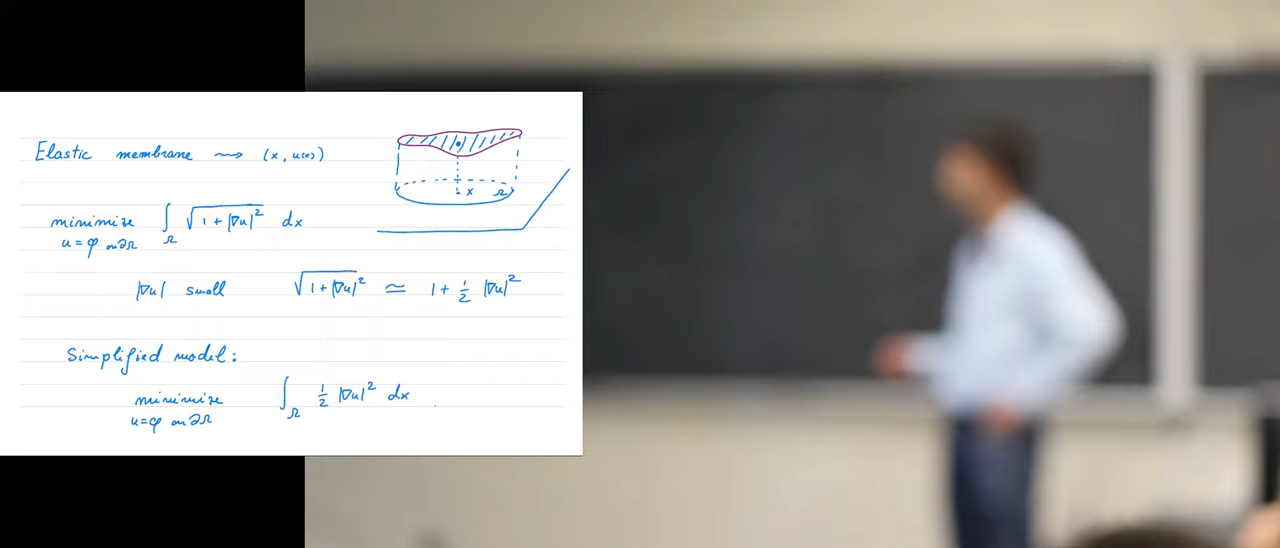 Elastic membrane ⇝ (x, u(x))
x Ω
minimize ∫_Ω √(1+|∇u|²) dx
u = φ on ∂Ω
|∇u| small √(1+|∇u|)² ≃ 1 + ½ |∇u|²
Simplified model:
minimize ∫_Ω ½ |∇u|² dx
u=φ on ∂Ω